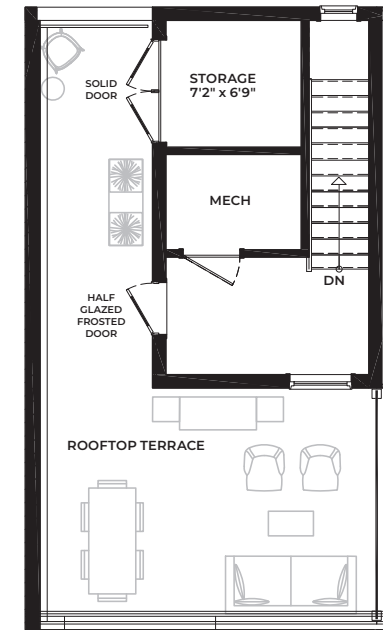 SOLID
DOOR
STORAGE
7'2" x 6'9"
MECH
DN
HALF
GLAZED
FROSTED
DOOR
ROOFTOP TERRACE